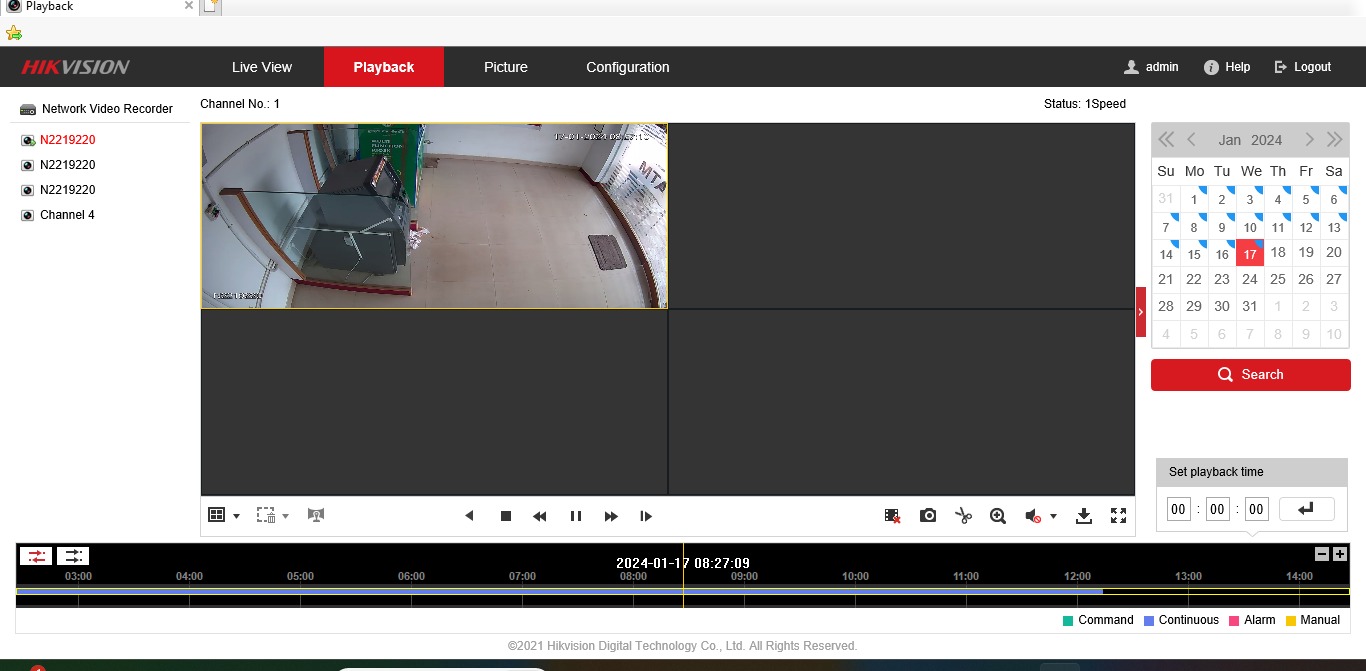 Playback
HIKVISION
Live View
Playback
Picture
Configuration
admin
Help
Logout
Network Video Recorder
N2219220
N2219220
N2219220
Channel 4
Channel No.: 1
Status: 1Speed
MULTI
FUNCTION
KIOSK
MTA
Jan 2024
Su Mo Tu We Th Fr Sa
31 1 2 3 4 5 6
7 8 9 10 11 12 13
14 15 16 17 18 19 20
21 22 23 24 25 26 27
28 29 30 31 1 2 3
4 5 6 7 8 9 10
Search
Set playback time
00 : 00 : 00
2024-01-17 08:27:09
03:00 04:00 05:00 06:00 07:00 08:00 09:00 10:00 11:00 12:00 13:00 14:00
Command Continuous Alarm Manual
©2021 Hikvision Digital Technology Co., Ltd. All Rights Reserved.